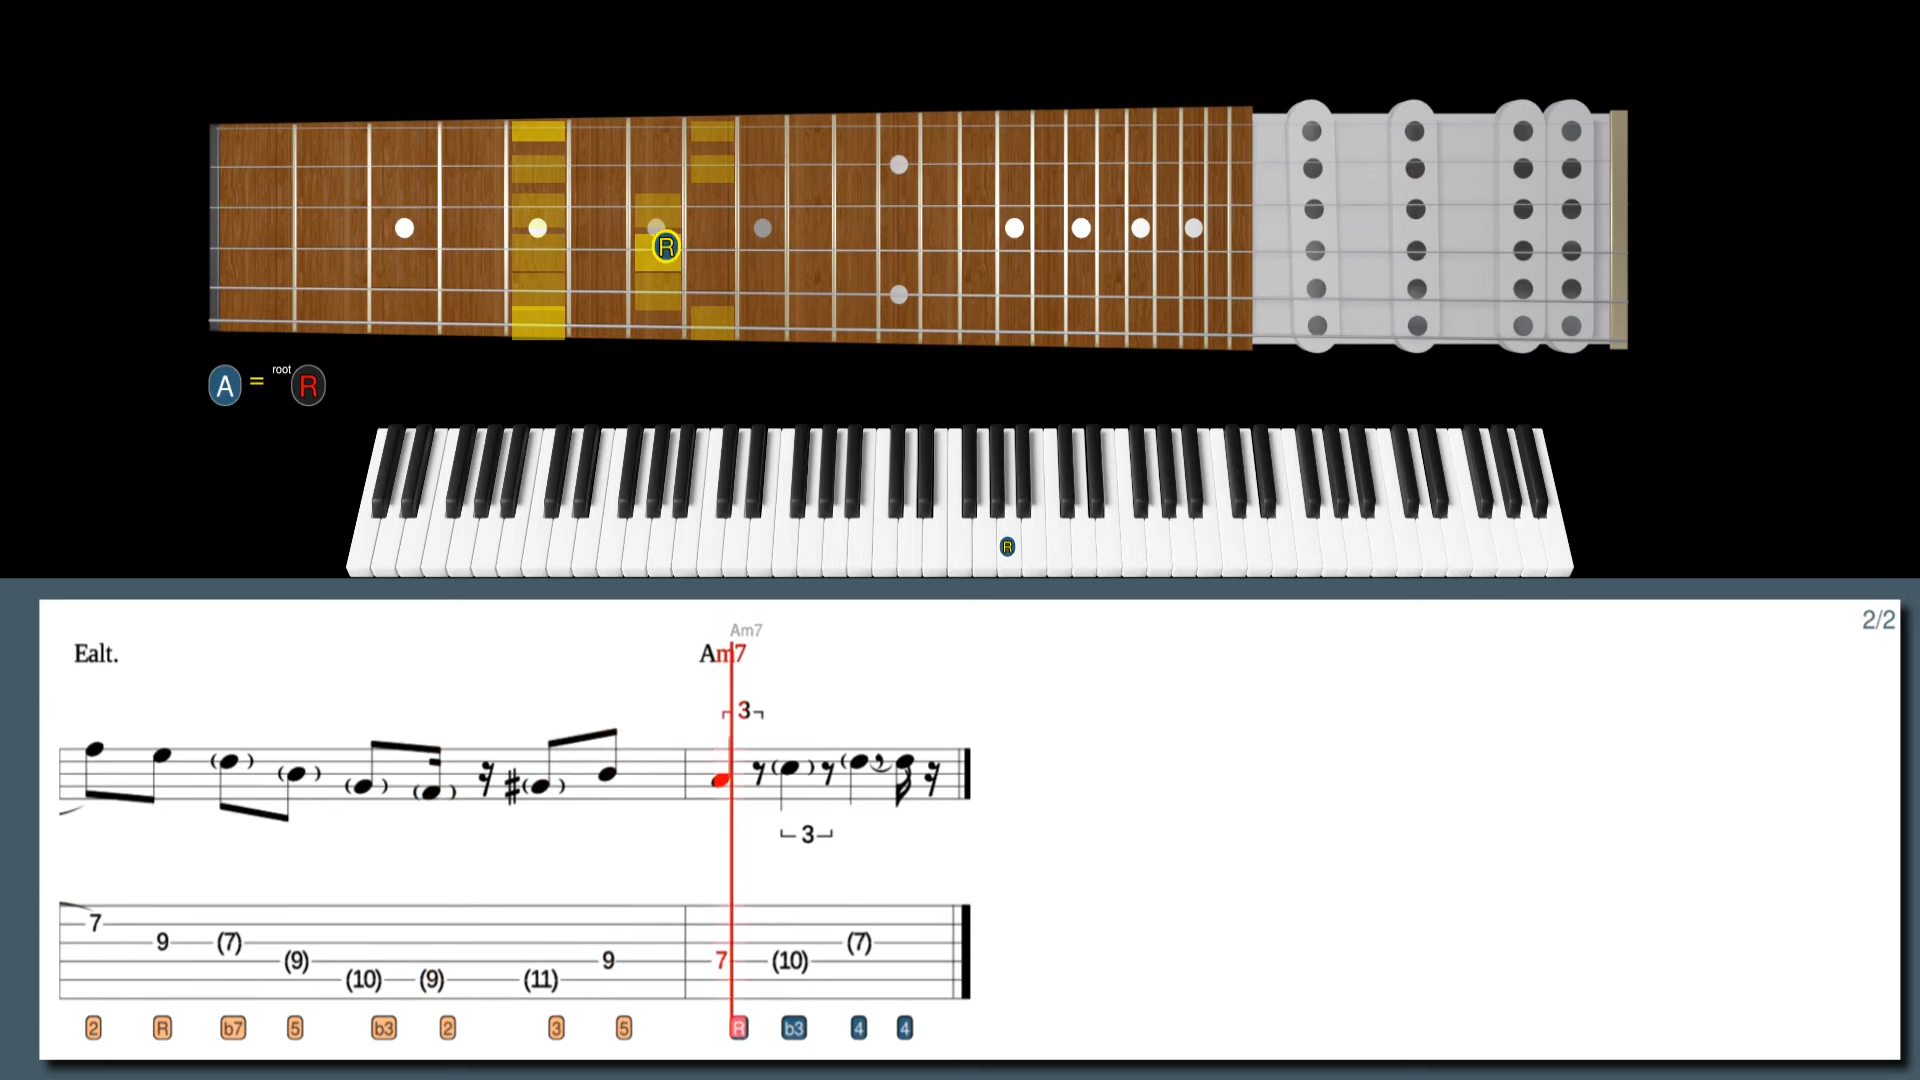 R
A = root R
R
2/2
Am7
Ealt. Am7
3
3
7 9 (7) (9) (10) (9) (11) 9 7 (10) (7)
2 R b7 5 b3 2 3 5 R b3 4 4